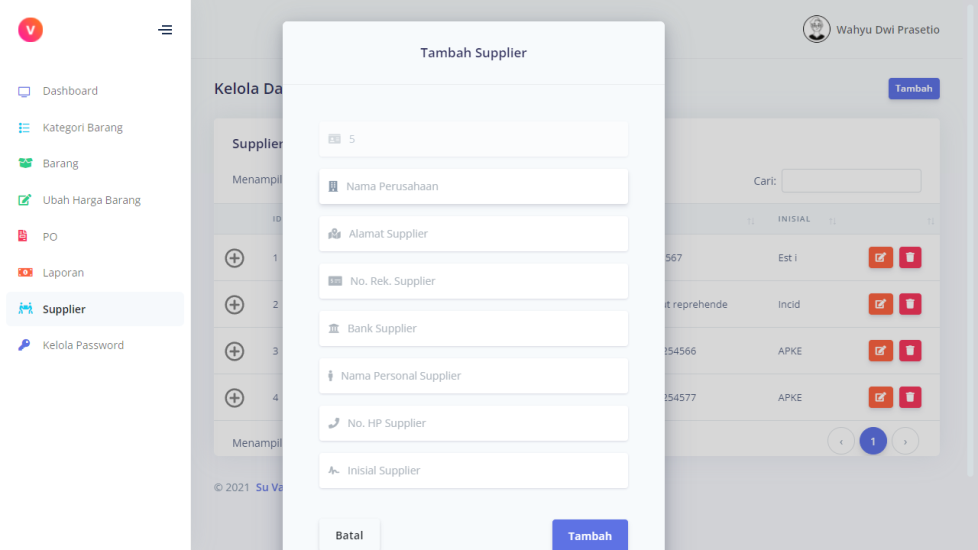 V
Dashboard
Kategori Barang
Barang
Ubah Harga Barang
PO
Laporan
Supplier
Kelola Password
Wahyu Dwi Prasetio
Kelola Da
Tambah
Supplier
Menampil
Cari:
ID
INISIAL
1
567
Est i
2
t reprehende
Incid
3
254566
APKE
4
254577
APKE
Menampil
‹ 1 ›
© 2021 Su Va
Tambah Supplier
5
Nama Perusahaan
Alamat Supplier
No. Rek. Supplier
Bank Supplier
Nama Personal Supplier
No. HP Supplier
Inisial Supplier
Batal
Tambah